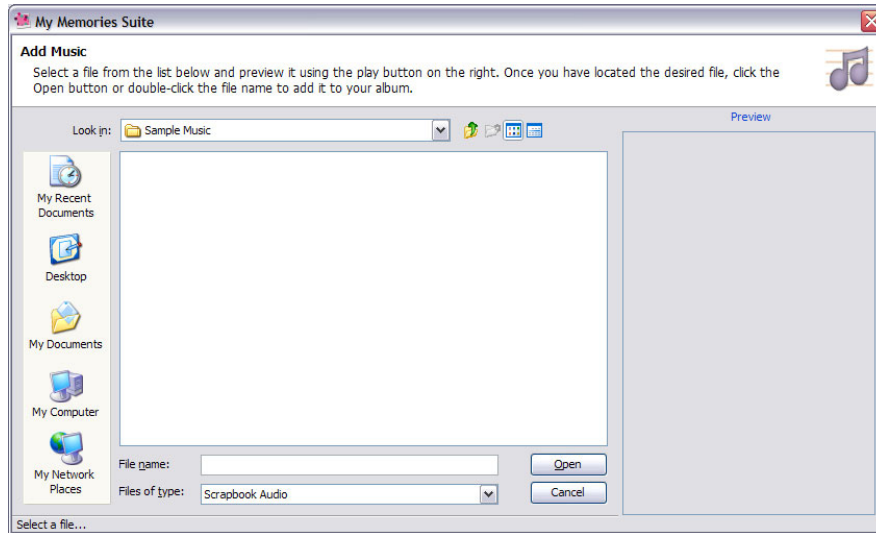 My Memories Suite
Add Music
Select a file from the list below and preview it using the play button on the right. Once you have located the desired file, click the
Open button or double-click the file name to add it to your album.
Look in:
Sample Music
Preview
My Recent
Documents
Desktop
My Documents
My Computer
My Network
Places
File name:
Open
Files of type:
Scrapbook Audio
Cancel
Select a file...